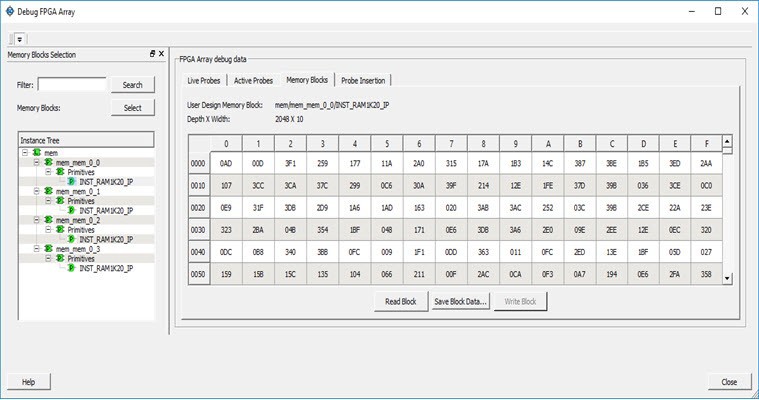 Debug FPGA Array
Memory Blocks Selection
Filter:
Search
Memory Blocks:
Select
Instance Tree
mem
mem_mem_0_0
Primitives
INST_RAM1K20_IP
mem_mem_0_1
Primitives
INST_RAM1K20_IP
mem_mem_0_2
Primitives
INST_RAM1K20_IP
mem_mem_0_3
Primitives
INST_RAM1K20_IP
FPGA Array debug data
Live Probes Active Probes Memory Blocks Probe Insertion
User Design Memory Block: mem/mem_mem_0_0/INST_RAM1K20_IP
Depth X Width: 2048 X 10
0 1 2 3 4 5 6 7 8 9 A B C D E F
0000 0AD 00D 3F1 259 177 11A 2A0 315 17A 1B3 14C 387 3BE 1B5 3ED 2AA
0010 107 3CC 3CA 37C 299 0C6 30A 39F 214 12E 1FE 37D 39B 036 3CE 0C0
0020 0E9 31F 3DB 2D9 1A6 1AD 163 020 3AB 3AC 252 03C 39B 2CE 22A 23E
0030 323 2BA 04B 354 1BF 04B 171 0E6 3DB 3A6 2E0 09E 2EE 12E 0EC 320
0040 0DC 0B8 340 3BB 0FC 009 1F1 0DD 363 011 0FC 2ED 13E 1BF 05D 027
0050 159 15B 15C 135 104 066 211 00F 2AC 0CA 0F3 0A7 194 0E6 2FA 358
Read Block Save Block Data... Write Block
Help
Close